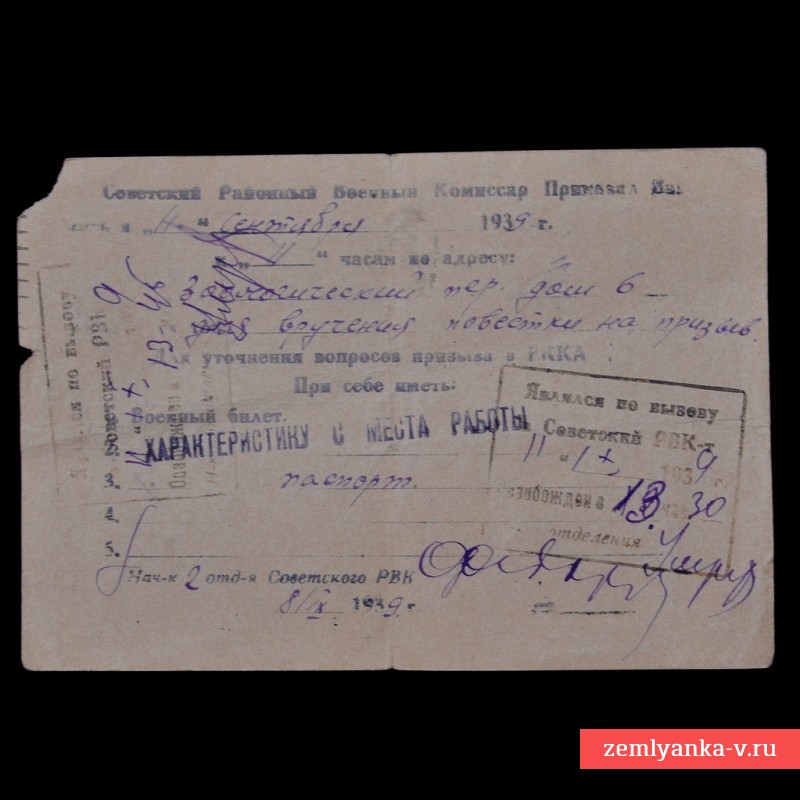 Советский Районный Военный Комиссар Приказал Вам
„11“ сентября 1939 г.
„11“ часам по адресу:
Зоологический пер. дом 6
для вручения повестки на призыв.
Для уточнения вопросов призыва в РККА
При себе иметь:
Военный билет.
ХАРАКТЕРИСТИКУ С МЕСТА РАБОТЫ
3. паспорт.
4.
5.
Нач-к 2 отд-я Советского РВК
8/IX 1939 г.
Являлся по вызову
в Советский РВК-т
11 „IX 1939 г.
Освобожден в 13.30
отделения
Являлся по вызову
Советский РВК
zemlyanka-v.ru